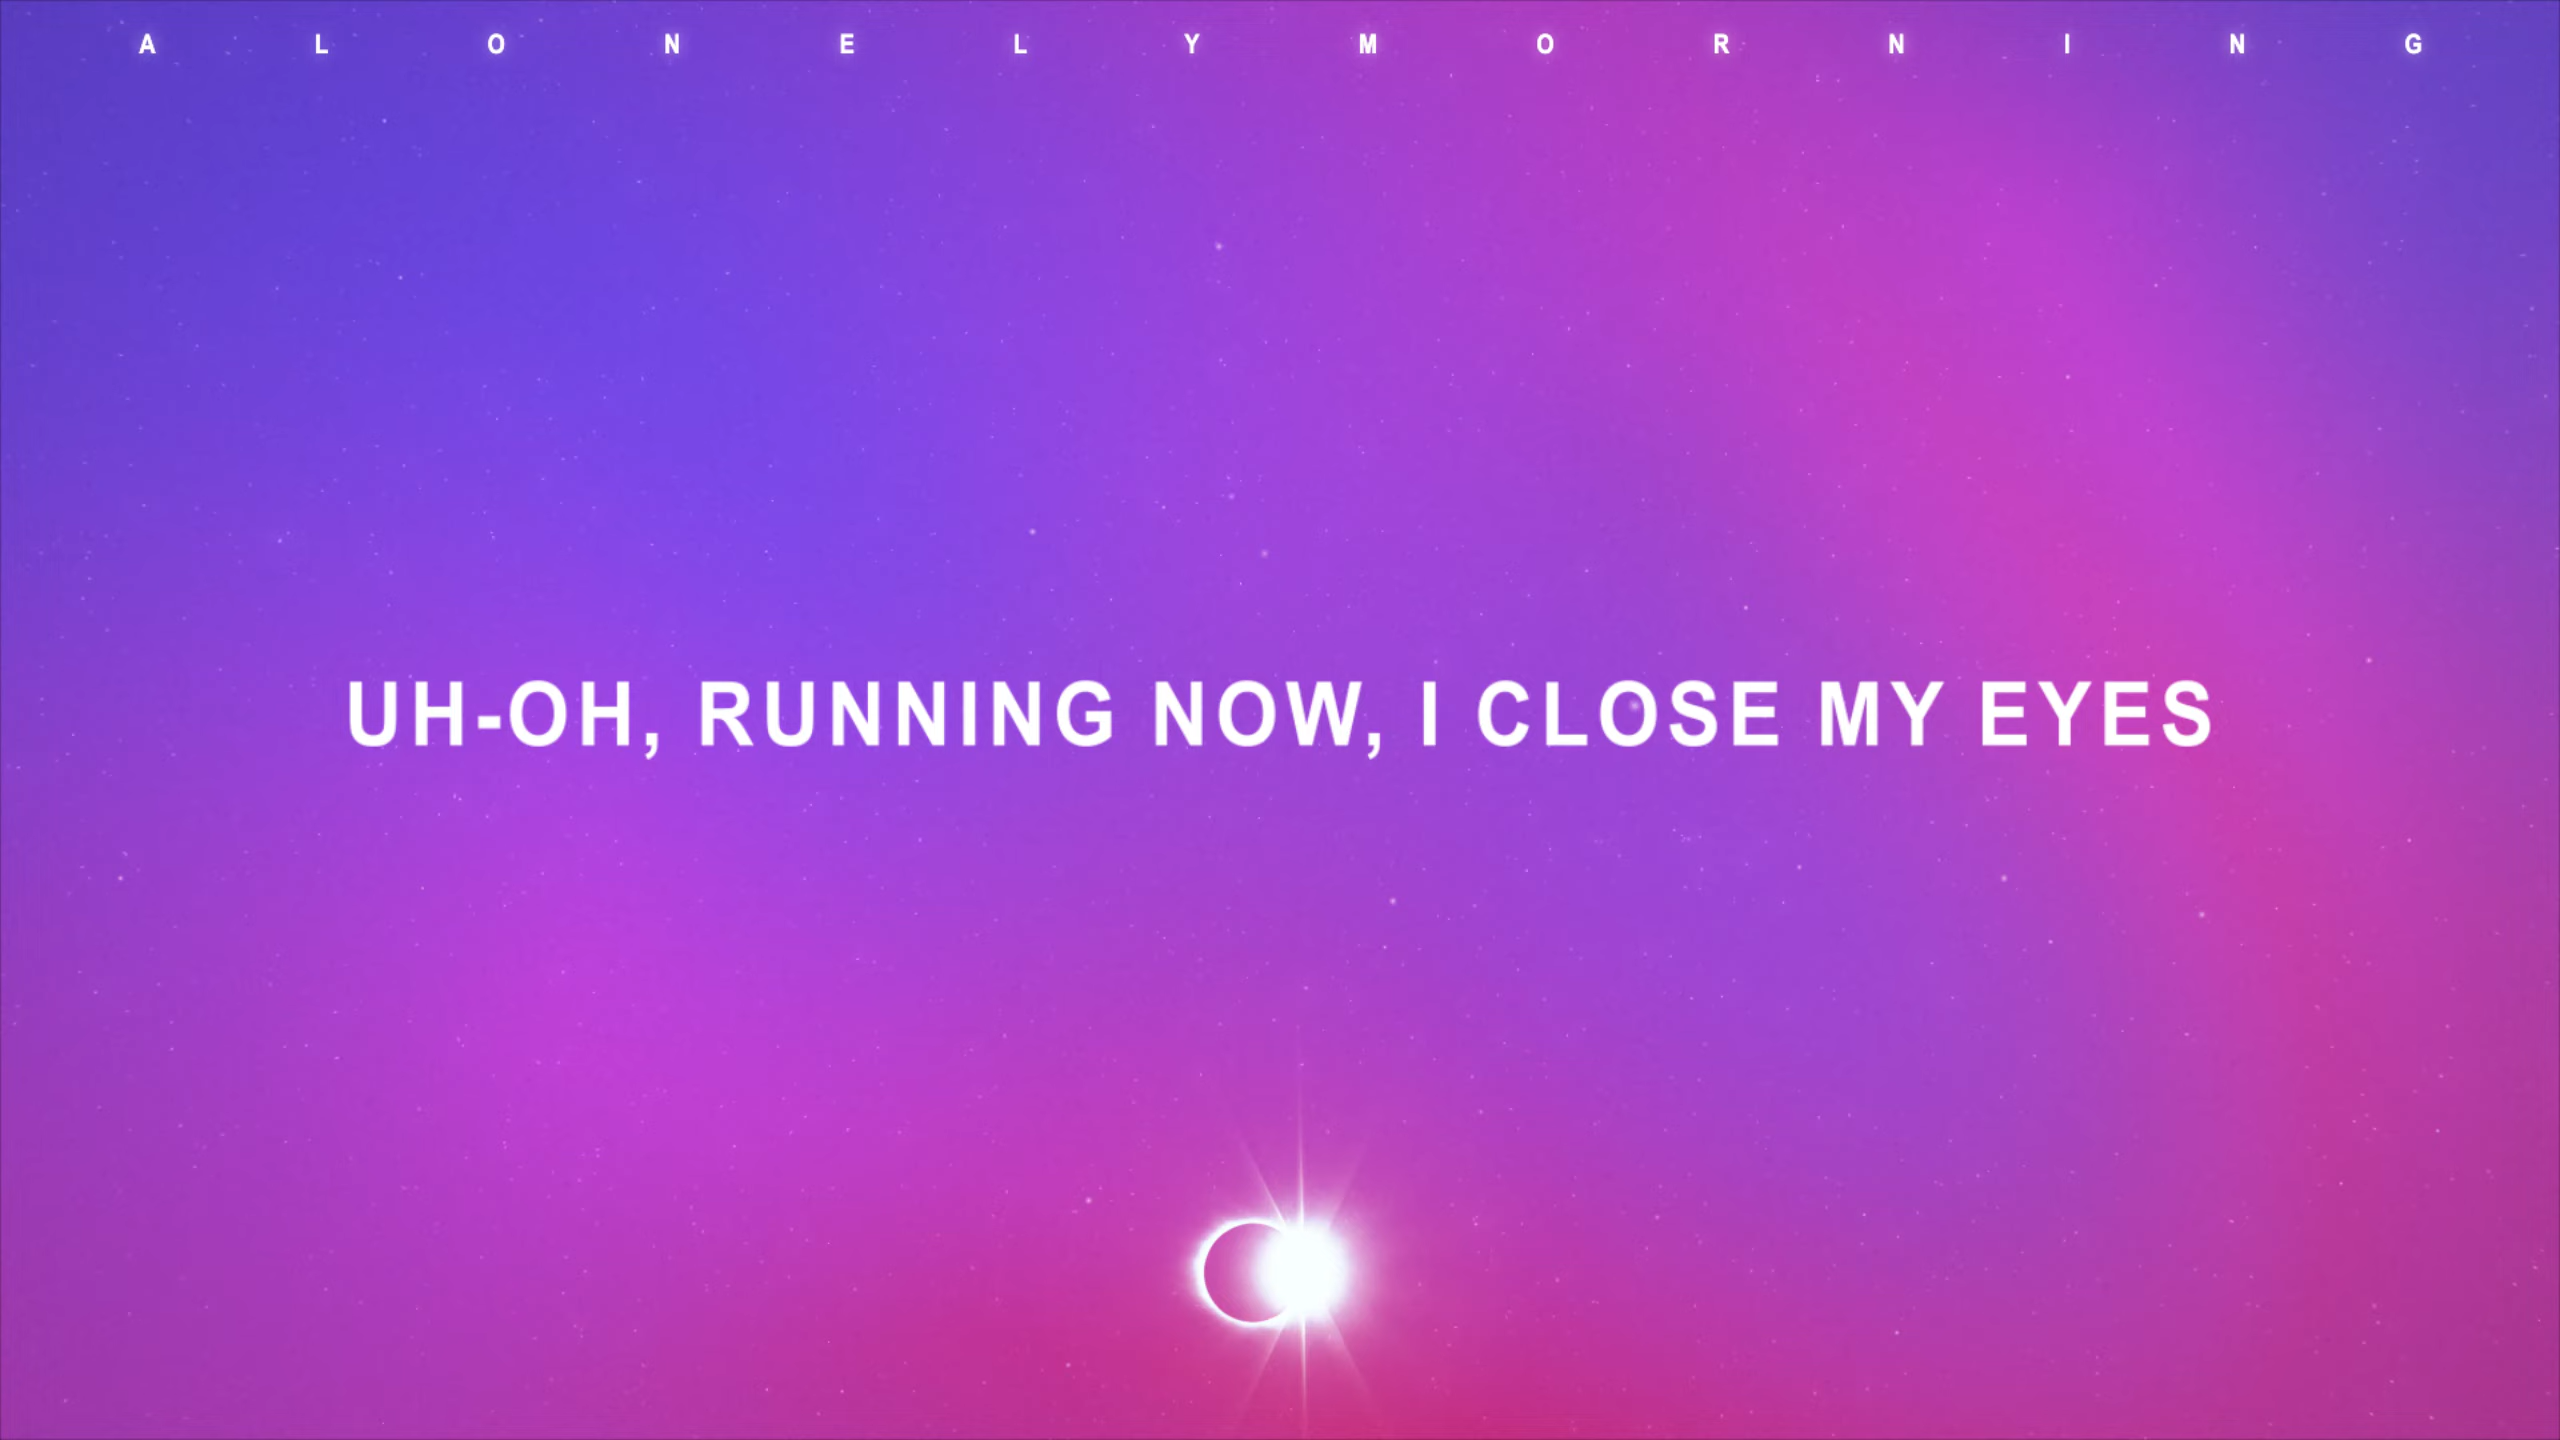 A L O N E L Y M O R N I N G
UH-OH, RUNNING NOW, I CLOSE MY EYES